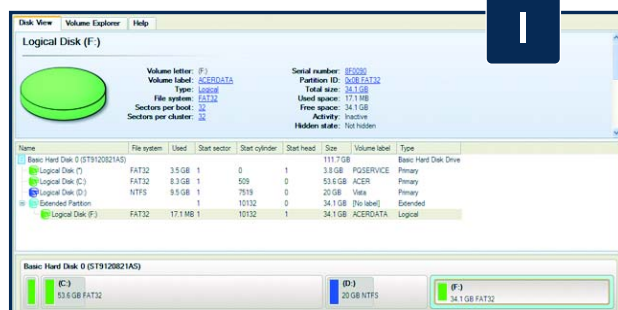 I
Disk View Volume Explorer Help
Logical Disk (F:)
Volume letter: (F:) Serial number: 8F0090
Volume label: ACERDATA Partition ID: 0x0B FAT32
Type: Logical Total size: 34.1 GB
File system: FAT32 Used space: 17.1 MB
Sectors per boot: 32 Free space: 34.1 GB
Sectors per cluster: 32 Activity: Inactive
Hidden state: Not hidden
Name File system Used Start sector Start cylinder Start head Size Volume label Type
Basic Hard Disk 0 (ST9120821AS) 111.7 GB Basic Hard Disk Drive
Logical Disk (*) FAT32 3.5 GB 1 0 1 3.8 GB PQSERVICE Primary
Logical Disk (C:) FAT32 8.3 GB 1 509 0 53.6 GB ACER Primary
Logical Disk (D:) NTFS 9.5 GB 1 7519 0 20 GB Vista Primary
Extended Partition 1 10132 0 34.1 GB [No label] Extended
Logical Disk (F:) FAT32 17.1 MB 1 10132 1 34.1 GB ACERDATA Logical
Basic Hard Disk 0 (ST9120821AS)
(C:) (D:) (F:)
53.6 GB FAT32 20 GB NTFS 34.1 GB FAT32